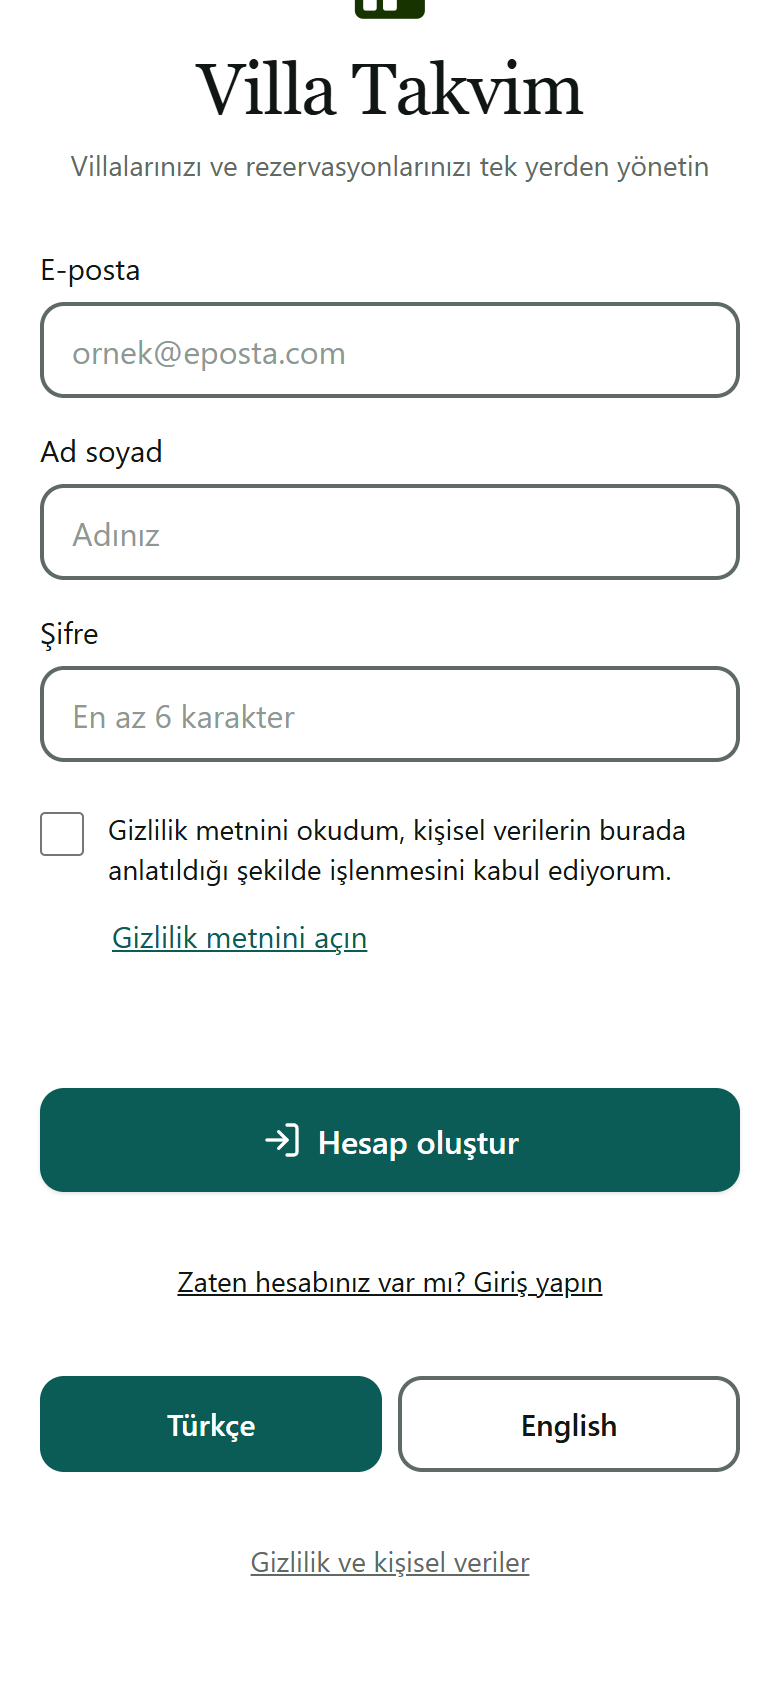 Villa Takvim
Villalarınızı ve rezervasyonlarınızı tek yerden yönetin
E-posta
ornek@eposta.com
Ad soyad
Adınız
Şifre
En az 6 karakter
Gizlilik metnini okudum, kişisel verilerin burada
anlatıldığı şekilde işlenmesini kabul ediyorum.
Gizlilik metnini açın
Hesap oluştur
Zaten hesabınız var mı? Giriş yapın
Türkçe
English
Gizlilik ve kişisel veriler